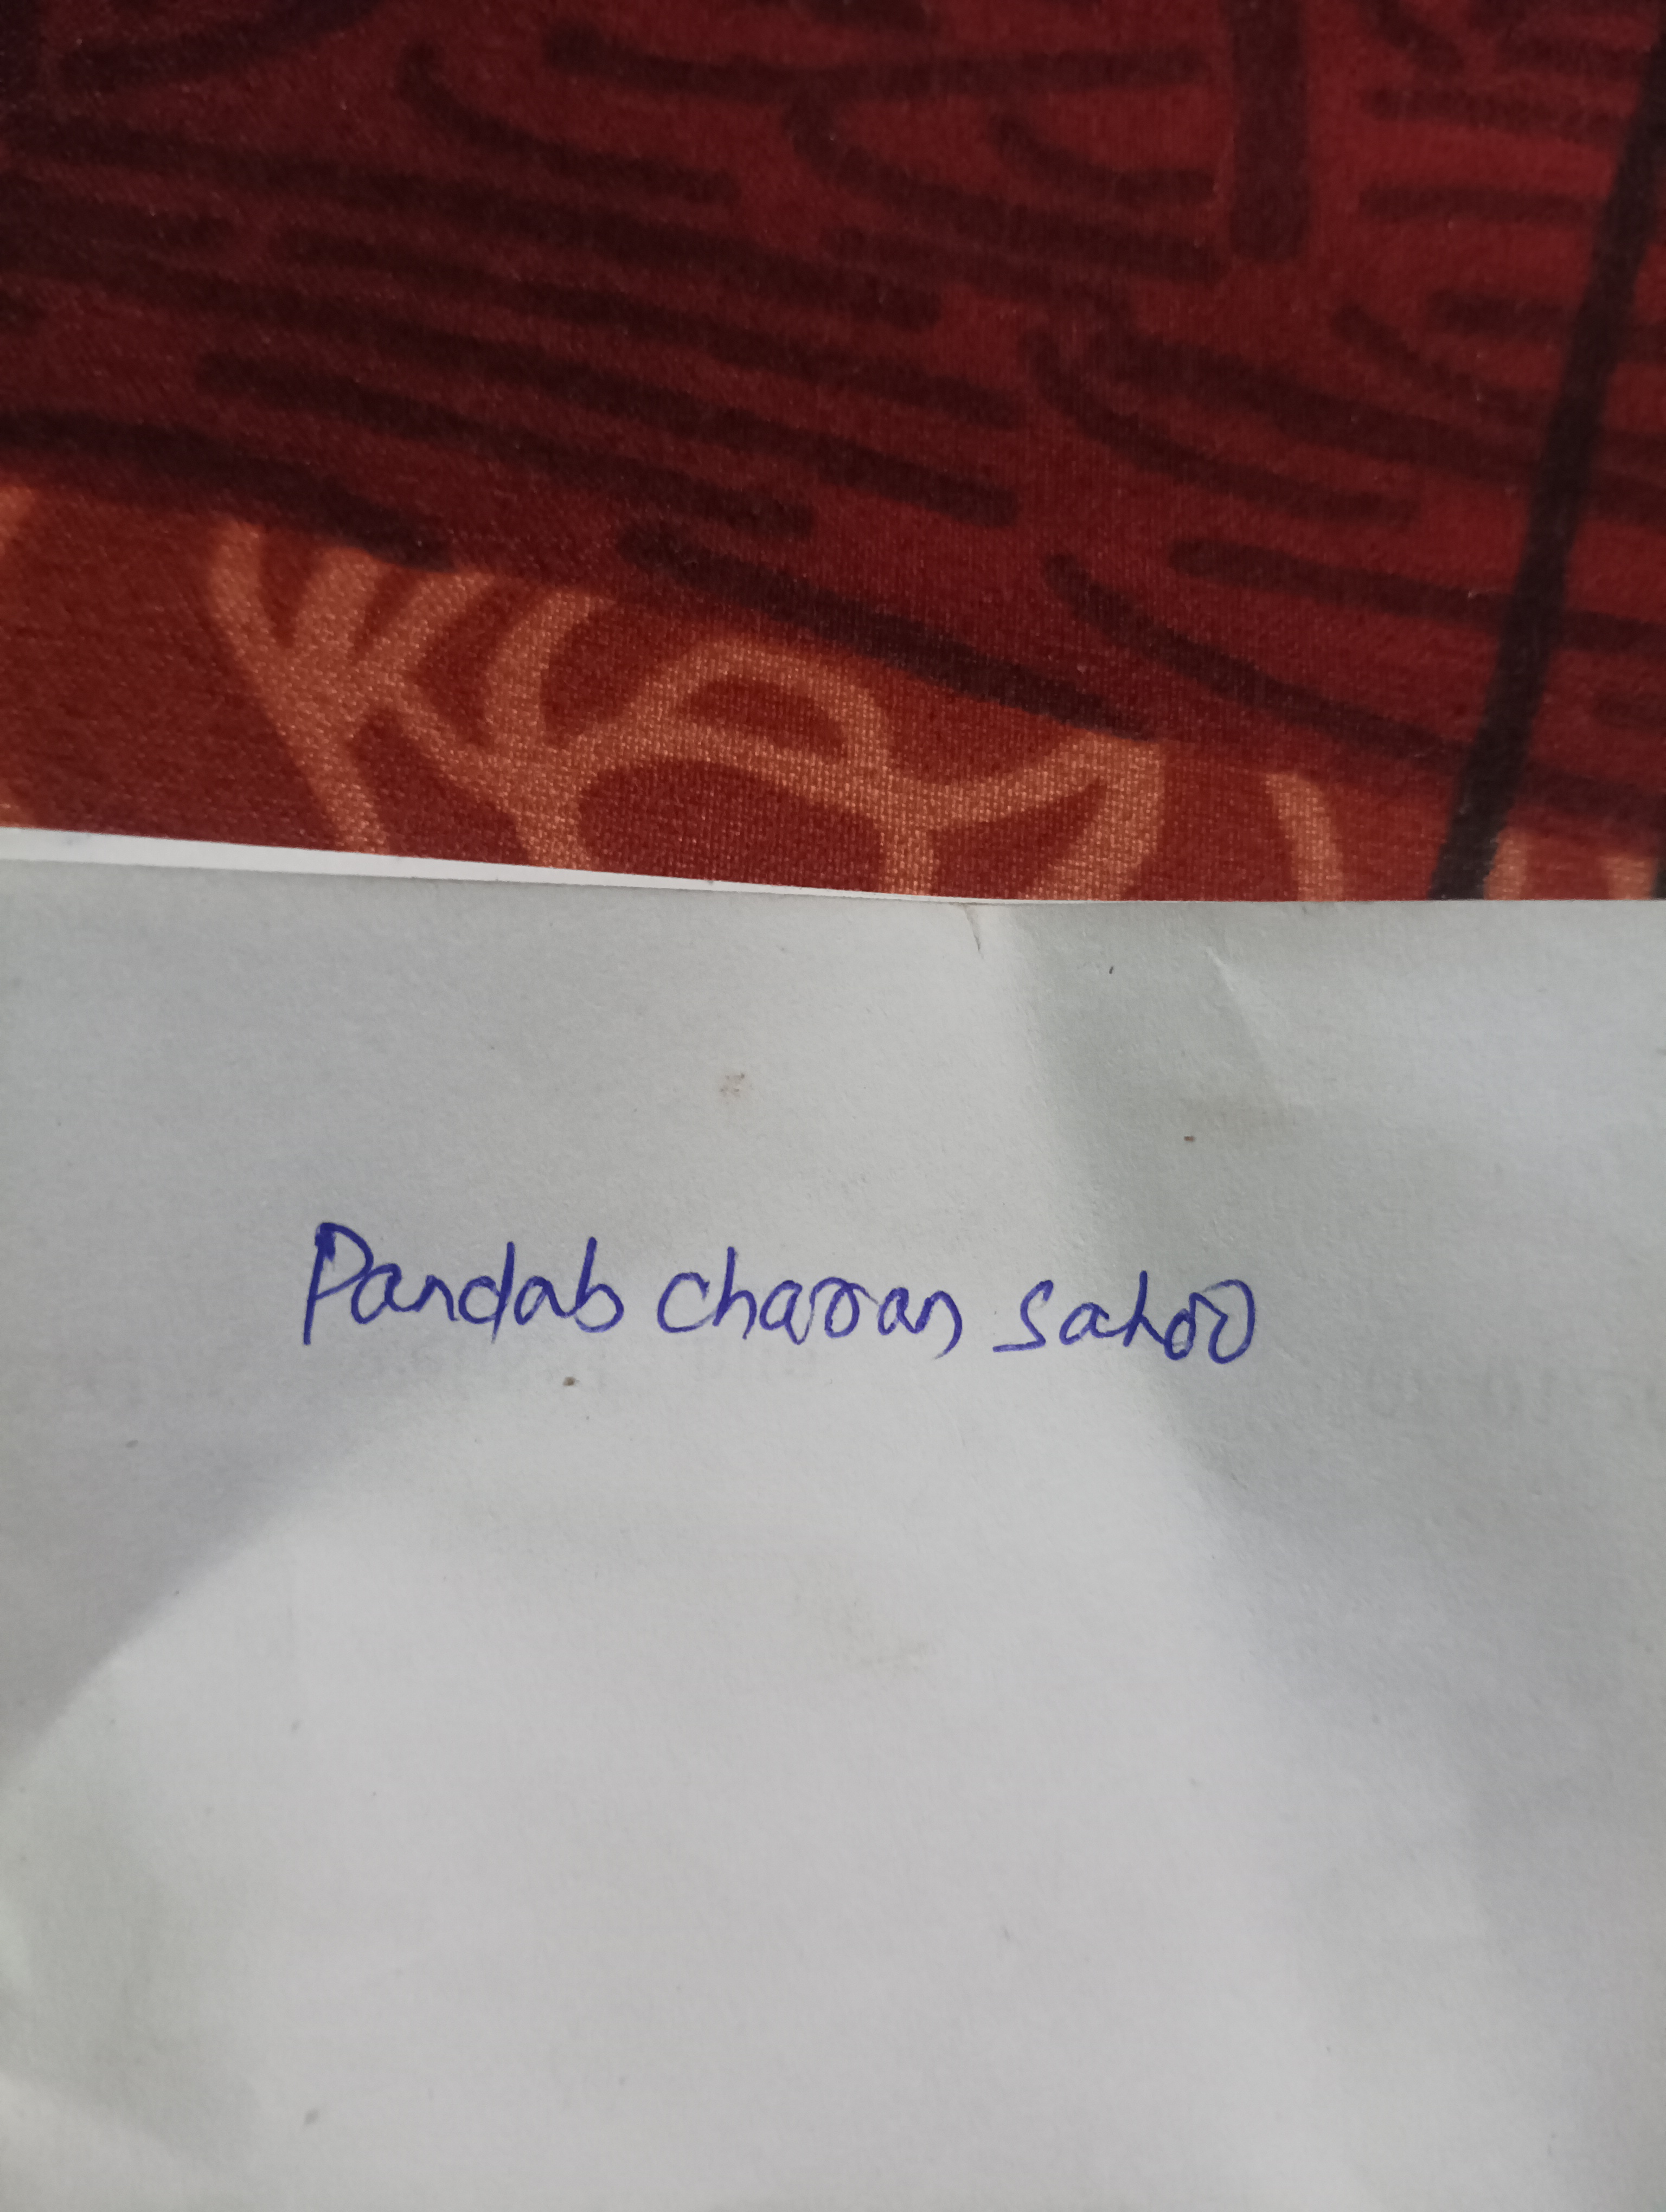 Pandab charan sahoo